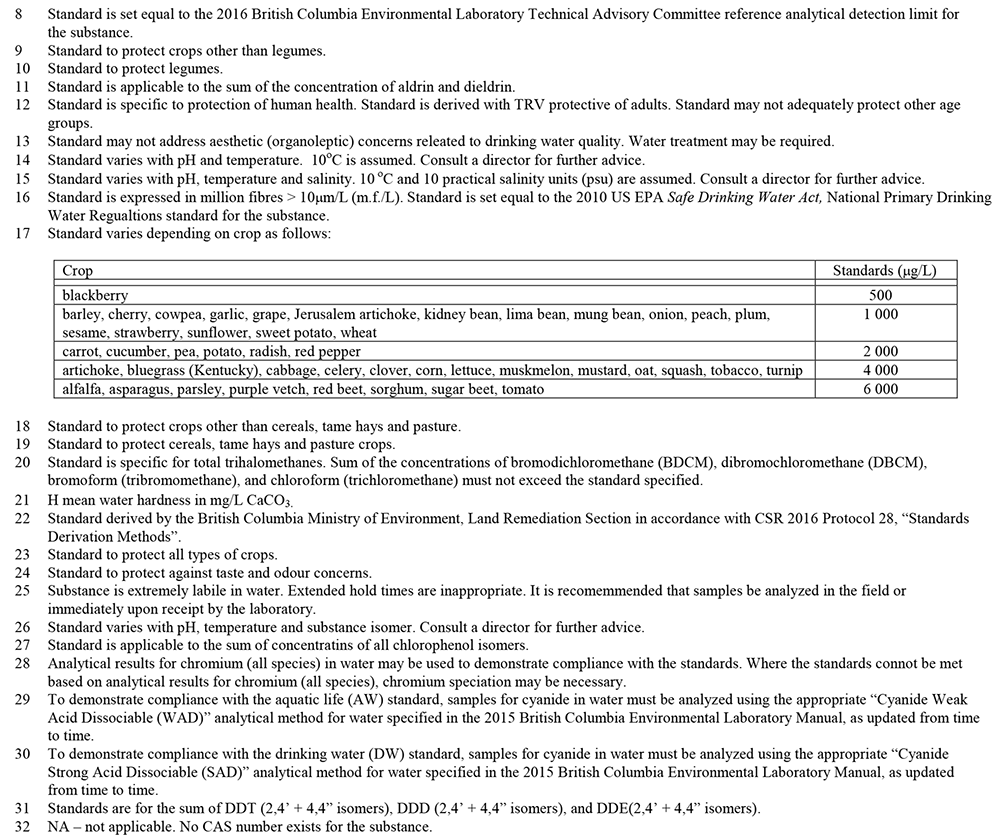 8 Standard is set equal to the 2016 British Columbia Environmental Laboratory Technical Advisory Committee reference analytical detection limit for
the substance.
9 Standard to protect crops other than legumes.
10 Standard to protect legumes.
11 Standard is applicable to the sum of the concentration of aldrin and dieldrin.
12 Standard is specific to protection of human health. Standard is derived with TRV protective of adults. Standard may not adequately protect other age
groups.
13 Standard may not address aesthetic (organoleptic) concerns releated to drinking water quality. Water treatment may be required.
14 Standard varies with pH and temperature. 10°C is assumed. Consult a director for further advice.
15 Standard varies with pH, temperature and salinity. 10 °C and 10 practical salinity units (psu) are assumed. Consult a director for further advice.
16 Standard is expressed in million fibres > 10µm/L (m.f./L). Standard is set equal to the 2010 US EPA Safe Drinking Water Act, National Primary Drinking
Water Regualtions standard for the substance.
17 Standard varies depending on crop as follows:
Crop Standards (µg/L)
blackberry 500
barley, cherry, cowpea, garlic, grape, Jerusalem artichoke, kidney bean, lima bean, mung bean, onion, peach, plum, 1 000
sesame, strawberry, sunflower, sweet potato, wheat
carrot, cucumber, pea, potato, radish, red pepper 2 000
artichoke, bluegrass (Kentucky), cabbage, celery, clover, corn, lettuce, muskmelon, mustard, oat, squash, tobacco, turnip 4 000
alfalfa, asparagus, parsley, purple vetch, red beet, sorghum, sugar beet, tomato 6 000
18 Standard to protect crops other than cereals, tame hays and pasture.
19 Standard to protect cereals, tame hays and pasture crops.
20 Standard is specific for total trihalomethanes. Sum of the concentrations of bromodichloromethane (BDCM), dibromochloromethane (DBCM),
bromoform (tribromomethane), and chloroform (trichloromethane) must not exceed the standard specified.
21 H mean water hardness in mg/L CaCO₃.
22 Standard derived by the British Columbia Ministry of Environment, Land Remediation Section in accordance with CSR 2016 Protocol 28, “Standards
Derivation Methods”.
23 Standard to protect all types of crops.
24 Standard to protect against taste and odour concerns.
25 Substance is extremely labile in water. Extended hold times are inappropriate. It is recomemmended that samples be analyzed in the field or
immediately upon receipt by the laboratory.
26 Standard varies with pH, temperature and substance isomer. Consult a director for further advice.
27 Standard is applicable to the sum of concentratins of all chlorophenol isomers.
28 Analytical results for chromium (all species) in water may be used to demonstrate compliance with the standards. Where the standards connot be met
based on analytical results for chromium (all species), chromium speciation may be necessary.
29 To demonstrate compliance with the aquatic life (AW) standard, samples for cyanide in water must be analyzed using the appropriate “Cyanide Weak
Acid Dissociable (WAD)” analytical method for water specified in the 2015 British Columbia Environmental Laboratory Manual, as updated from time
to time.
30 To demonstrate compliance with the drinking water (DW) standard, samples for cyanide in water must be analyzed using the appropriate “Cyanide
Strong Acid Dissociable (SAD)” analytical method for water specified in the 2015 British Columbia Environmental Laboratory Manual, as updated
from time to time.
31 Standards are for the sum of DDT (2,4’ + 4,4” isomers), DDD (2,4’ + 4,4” isomers), and DDE(2,4’ + 4,4” isomers).
32 NA – not applicable. No CAS number exists for the substance.